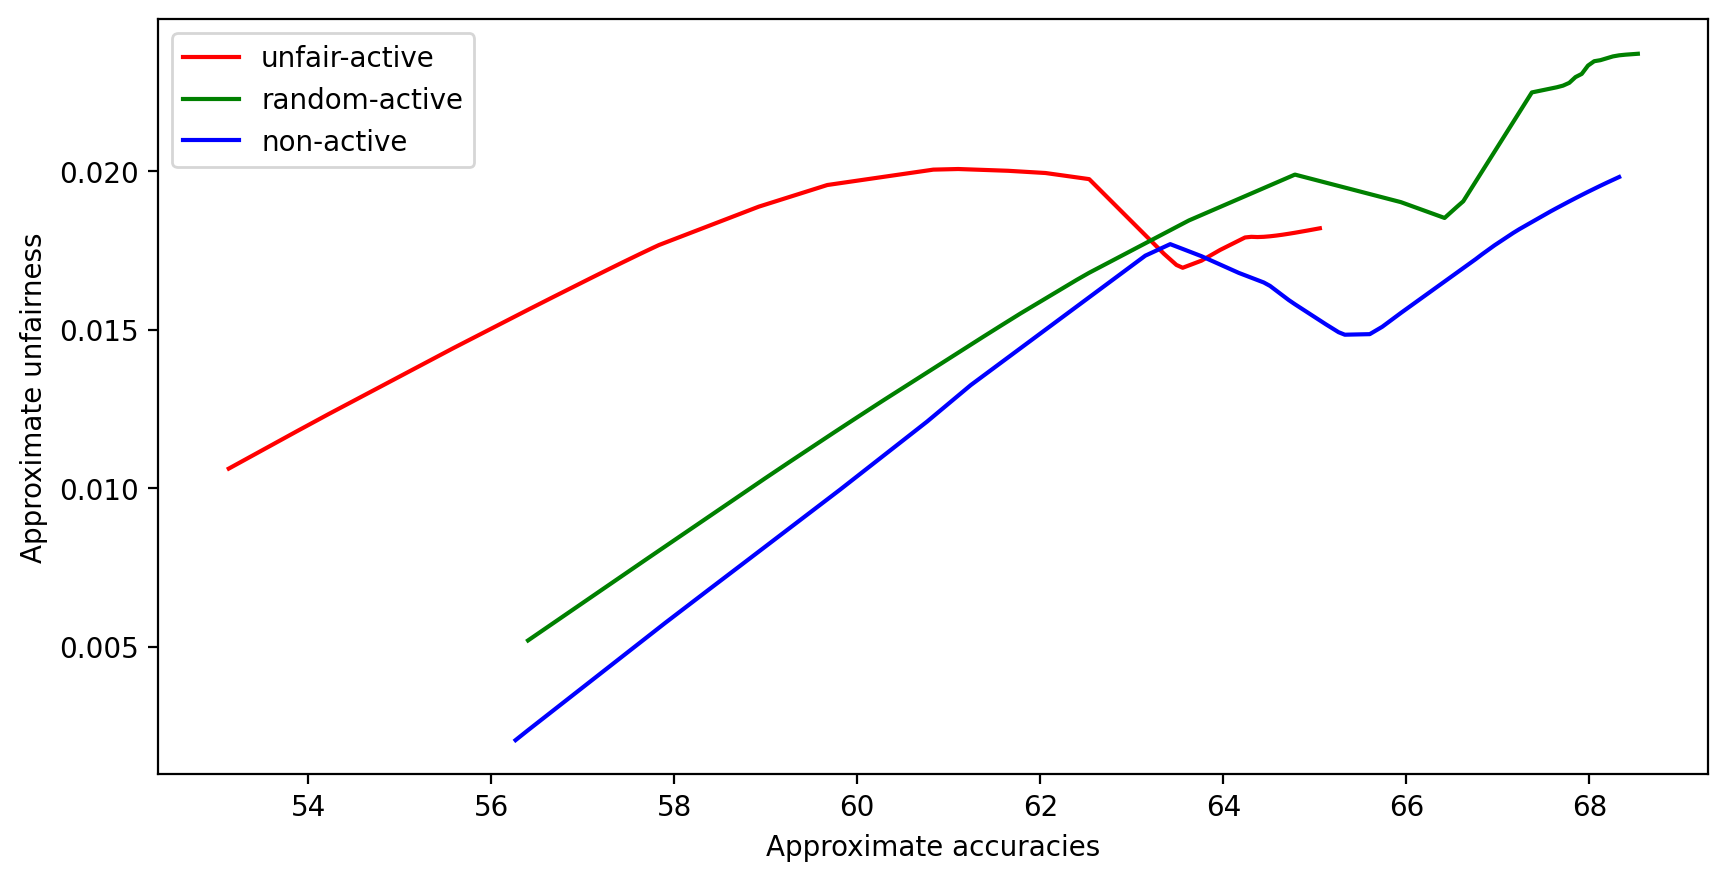 unfair-active
random-active
non-active
0.020
0.015
0.010
0.005
Approximate unfairness
54 56 58 60 62 64 66 68
Approximate accuracies